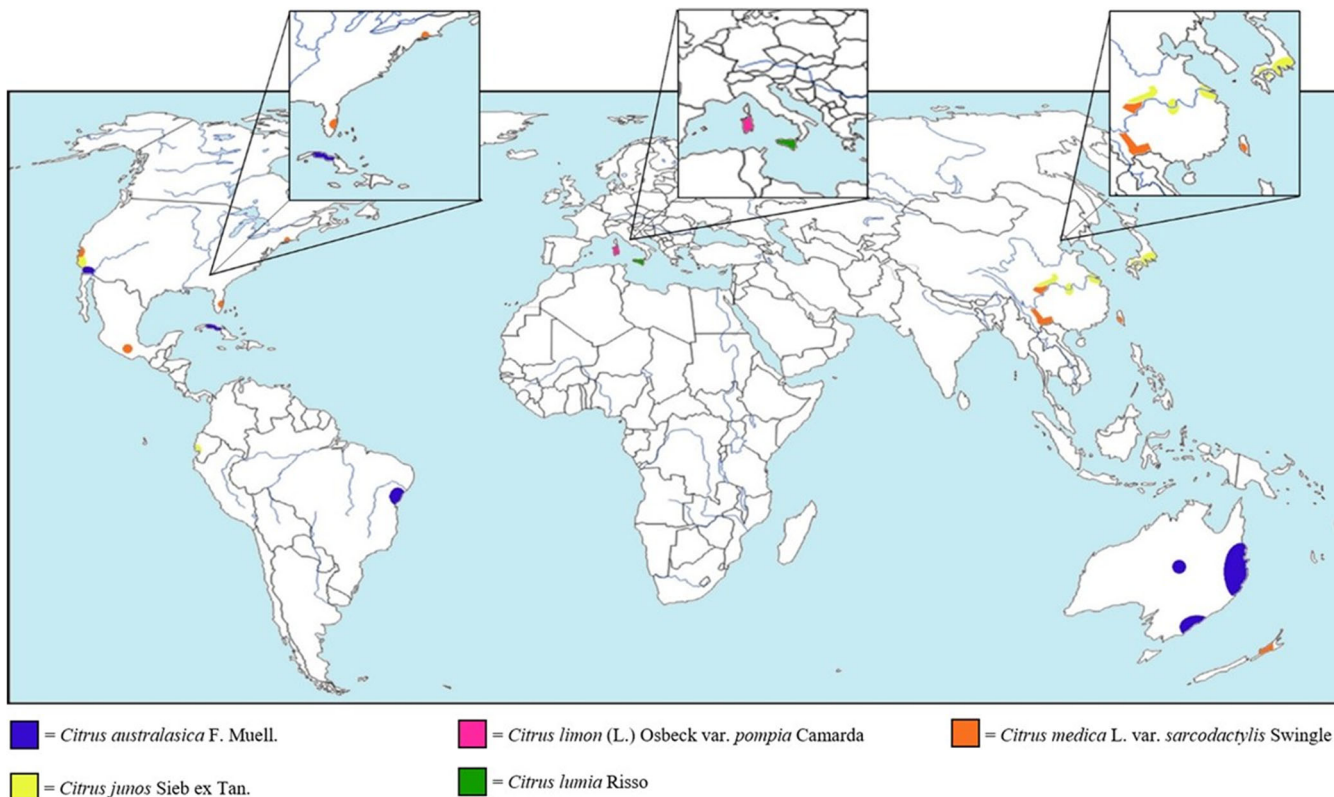 = Citrus australasica F. Muell.
= Citrus limon (L.) Osbeck var. pompia Camarda
= Citrus medica L. var. sarcodactylis Swingle
= Citrus junos Sieb ex Tan.
= Citrus lumia Risso